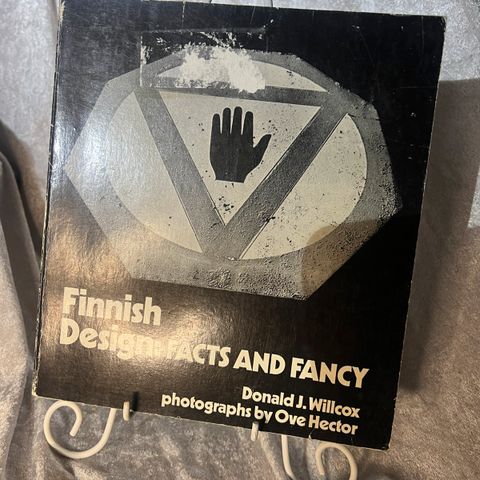 Finnish
Design: FACTS AND FANCY
Donald J. Willcox
photographs by Ove Hector